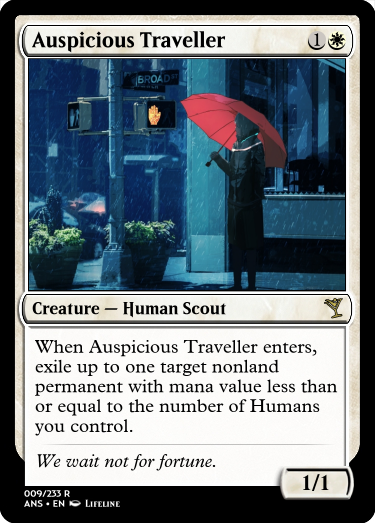 Auspicious Traveller 1
BROAD
Creature — Human Scout
When Auspicious Traveller enters,
exile up to one target nonland
permanent with mana value less than
or equal to the number of Humans
you control.
We wait not for fortune.
1/1
009/233 R
ANS • EN Lifeline